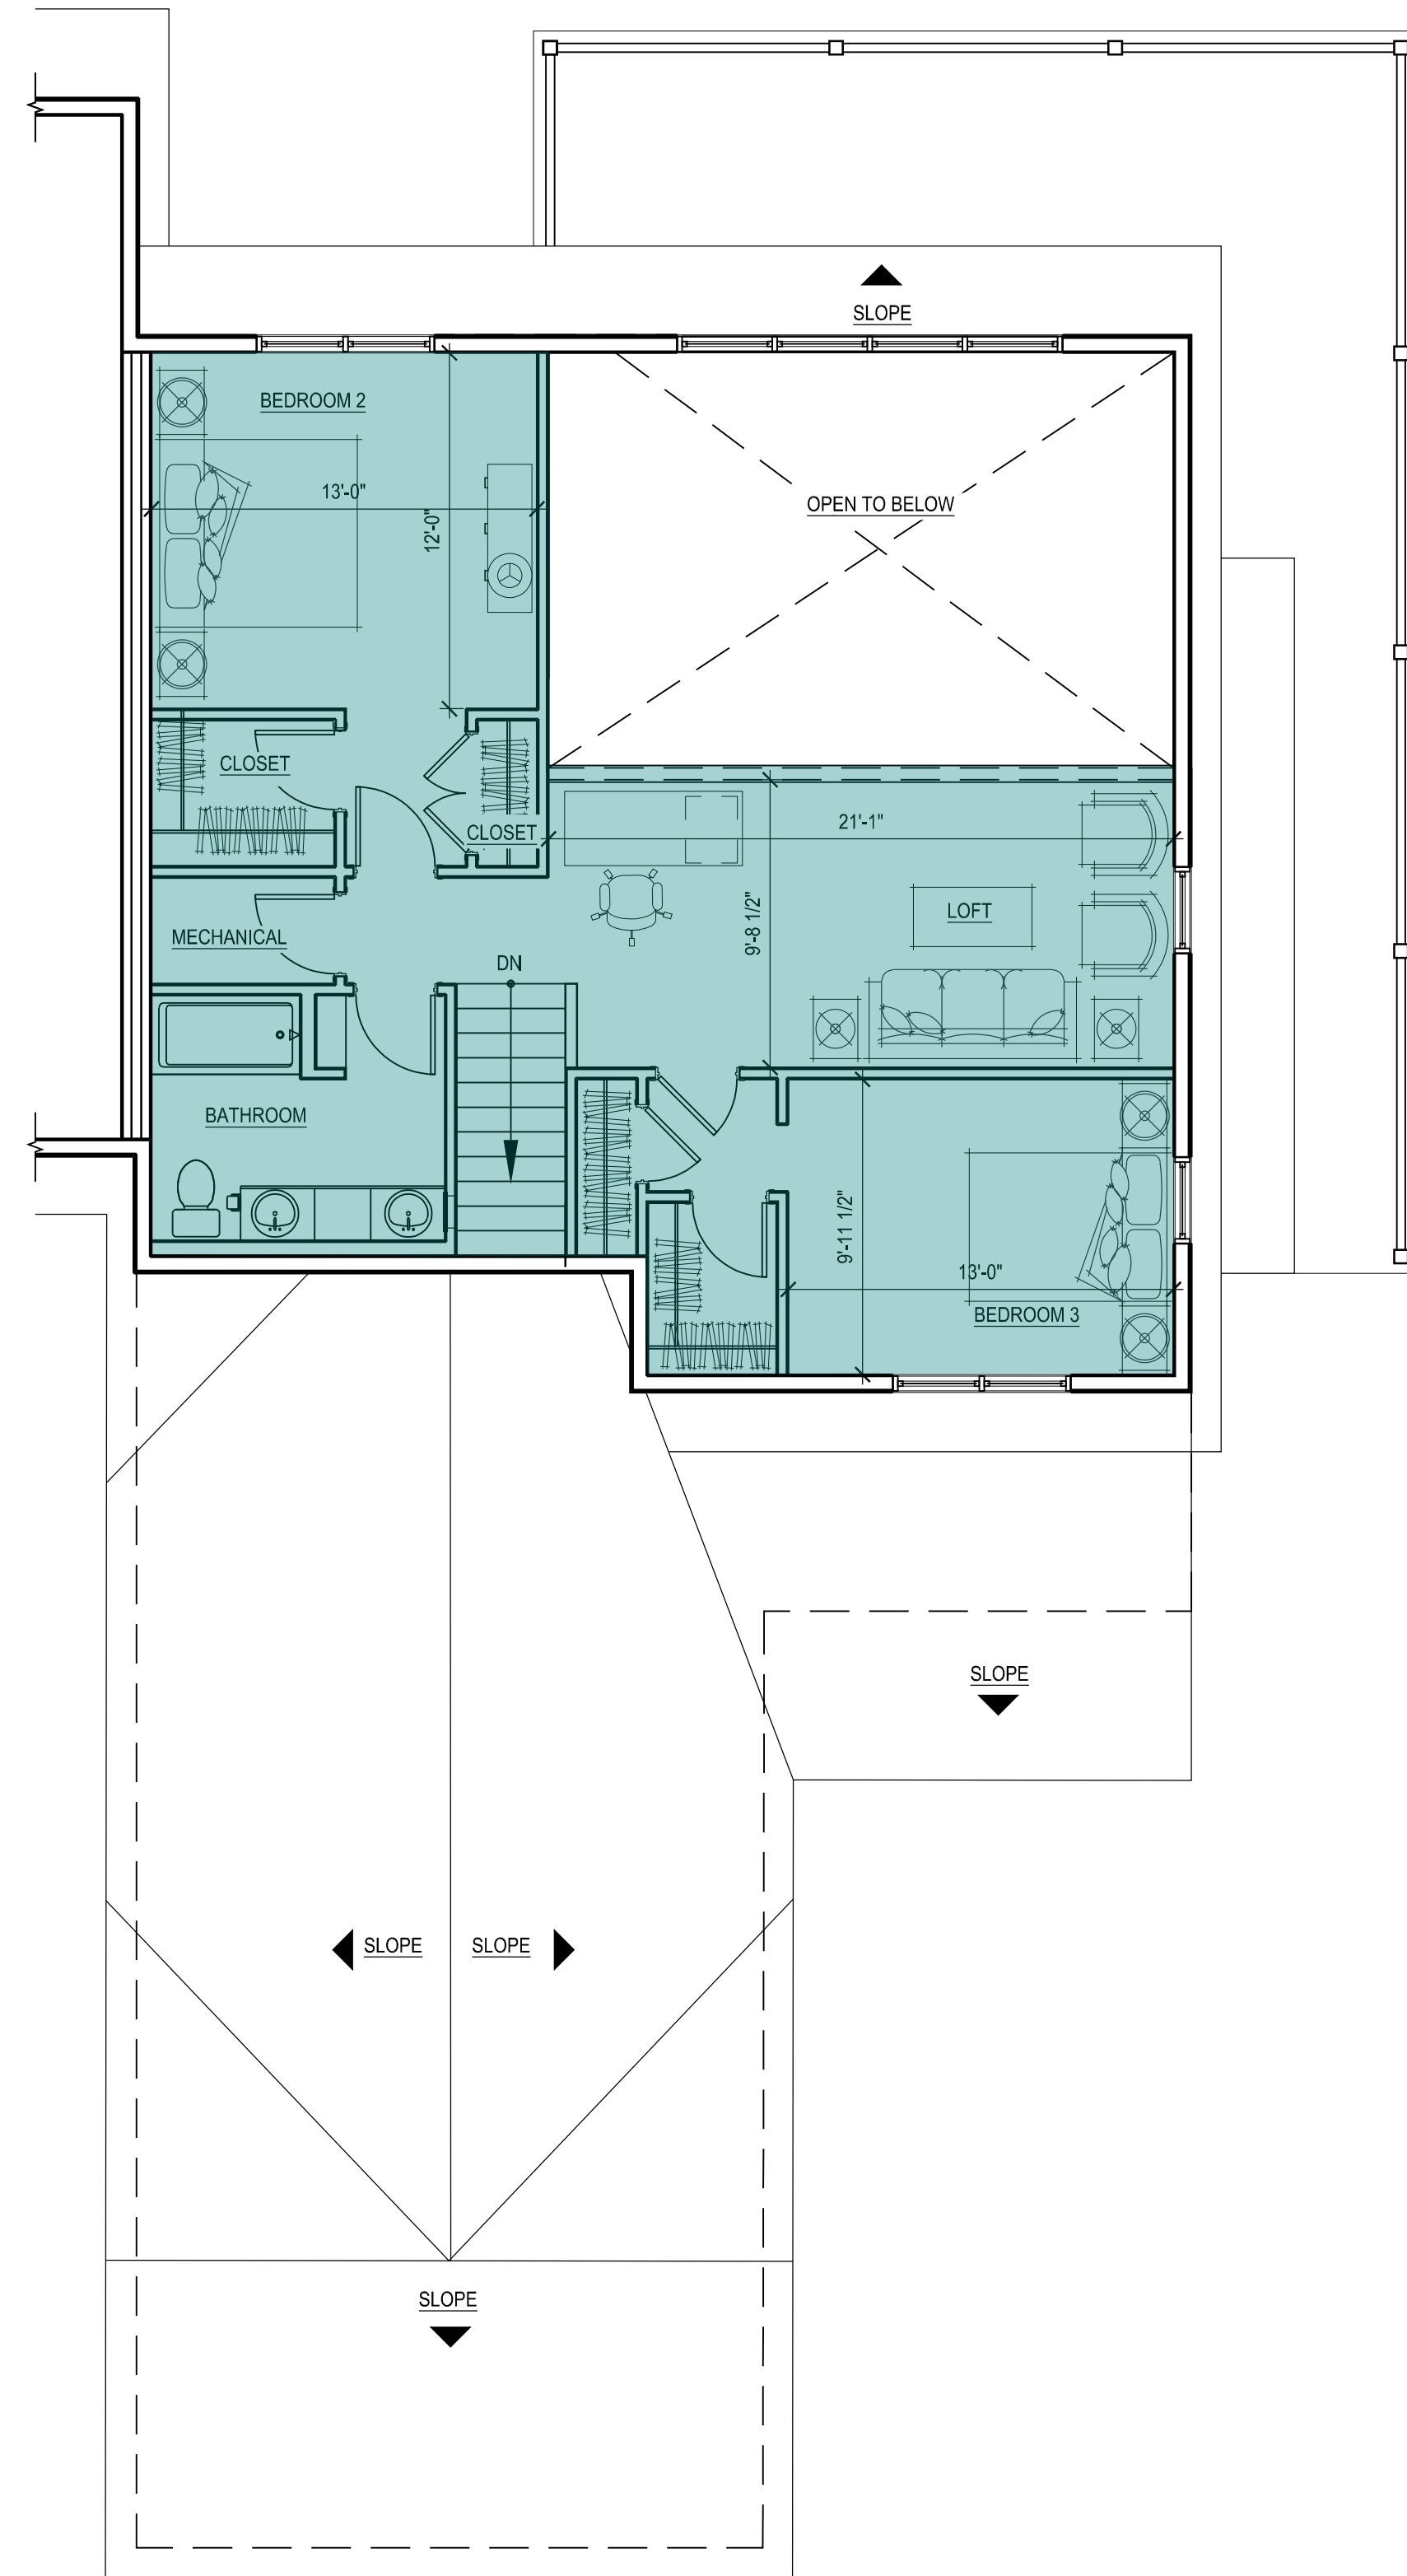 SLOPE
BEDROOM 2
13'-0"
12'-0"
OPEN TO BELOW
CLOSET
CLOSET
21'-1"
9'-8 1/2"
LOFT
MECHANICAL
DN
BATHROOM
9'-11 1/2"
13'-0"
BEDROOM 3
SLOPE
SLOPE
SLOPE
SLOPE